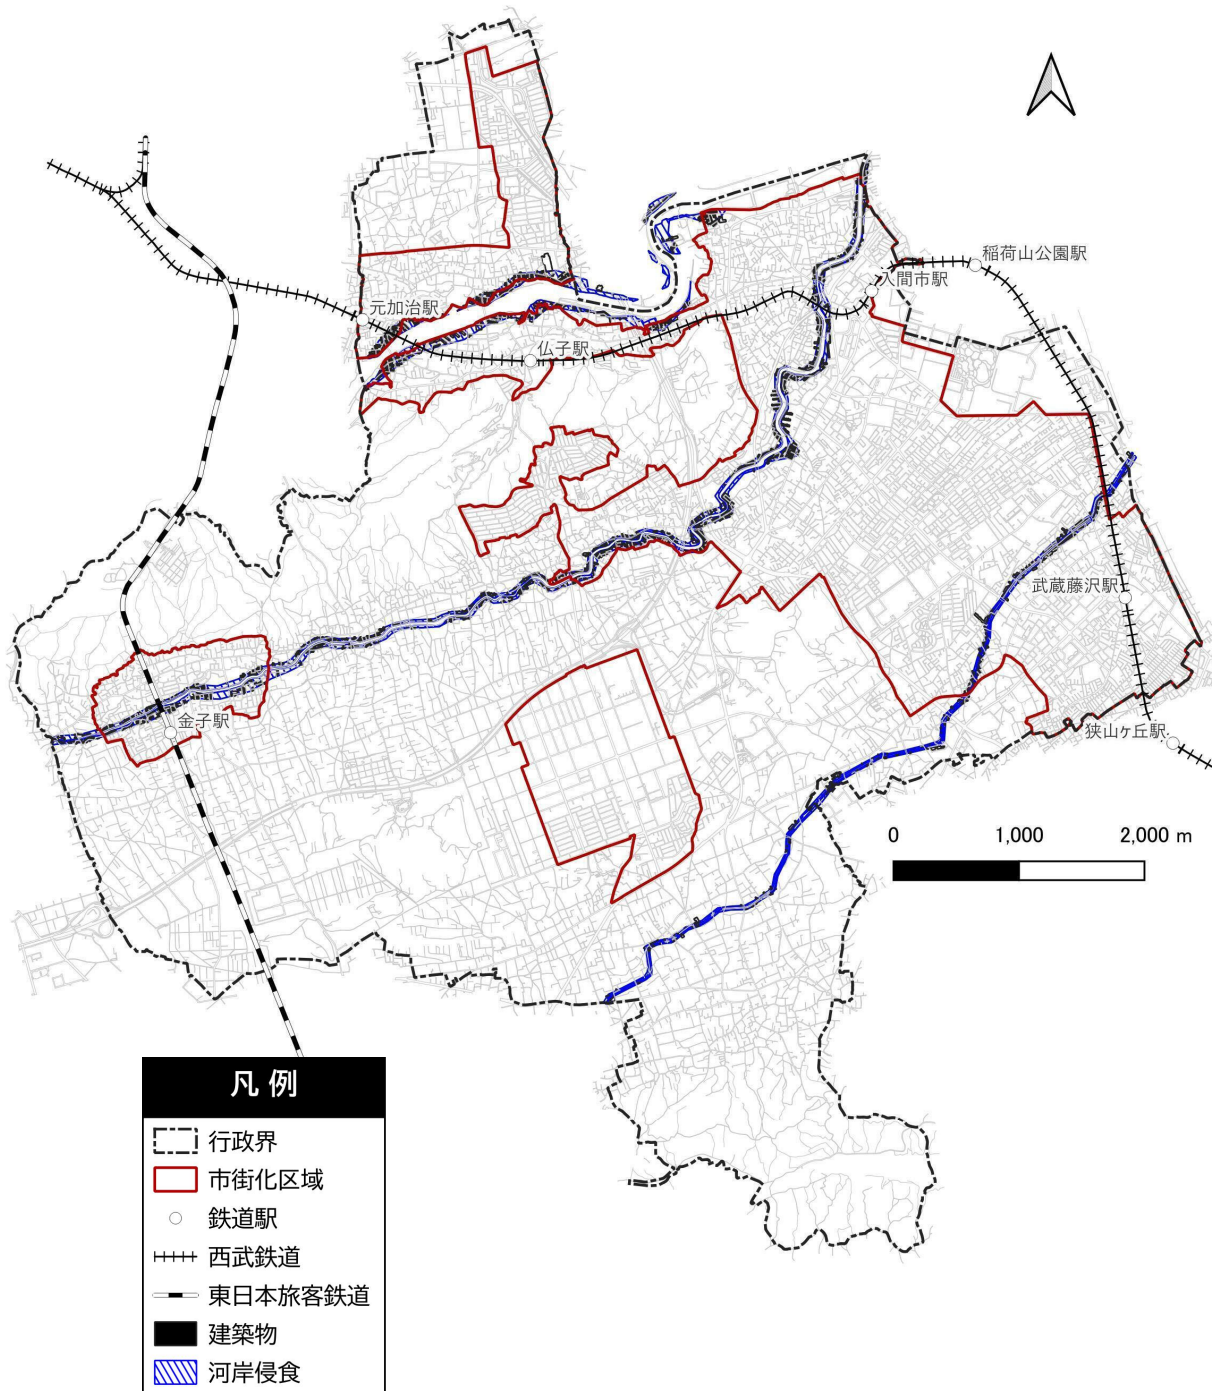 稲荷山公園駅
入間市駅
元加治駅
仏子駅
武蔵藤沢駅
金子駅
狭山ヶ丘駅
0 1,000 2,000 m
凡例
行政界
市街化区域
鉄道駅
西武鉄道
東日本旅客鉄道
建築物
河岸侵食